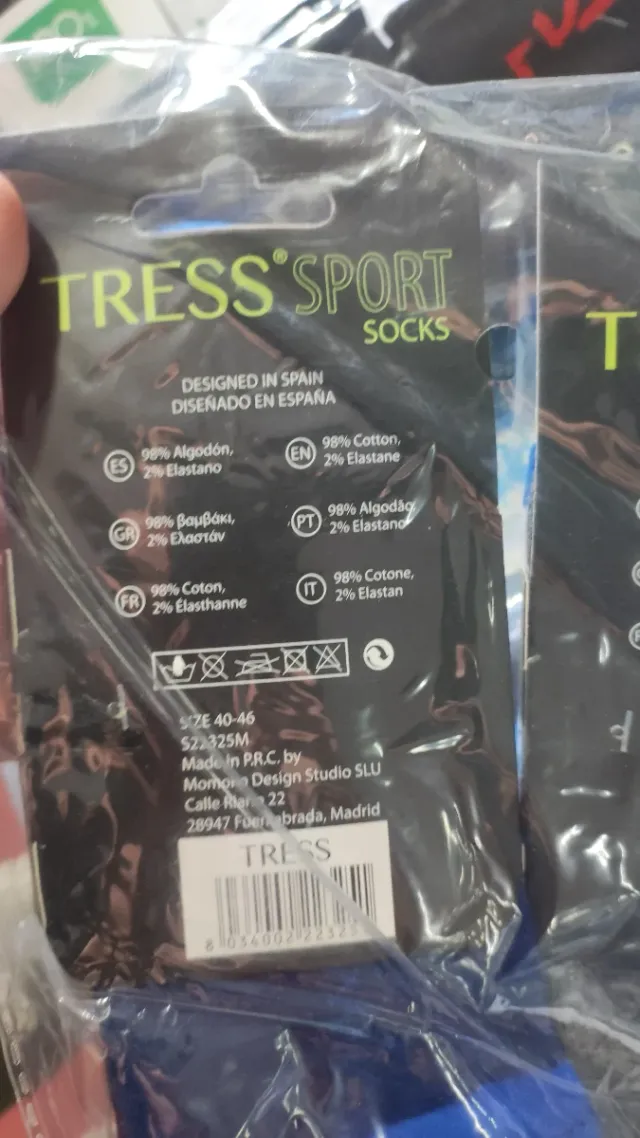 TRESS® SPORT
SOCKS
DESIGNED IN SPAIN
DISEÑADO EN ESPAÑA
ES 98% Algodón,
2% Elastano
EN 98% Cotton,
2% Elastane
GR 98% βαμβάκι,
2% Ελαστάν
PT 98% Algodão,
2% Elastano
FR 98% Coton,
2% Élasthanne
IT 98% Cotone,
2% Elastan
SIZE 40-46
S22325M
Made in P.R.C. by
Design Studio SLU
Calle 22
28947 Fuenlabrada, Madrid
TRESS
T